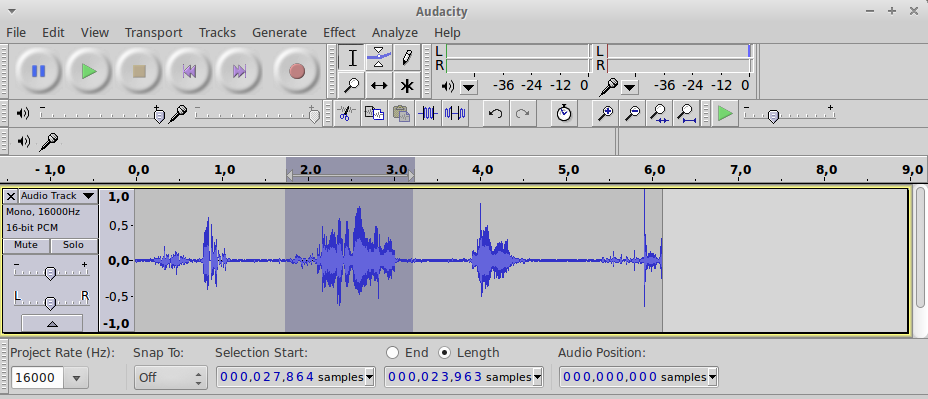 Audacity
File Edit View Transport Tracks Generate Effect Analyze Help
L L
R R
-36 -24 -12 0 -36 -24 -12 0
- + - +
- 1,0 0,0 1,0 2,0 3,0 4,0 5,0 6,0 7,0 8,0 9,0
X Audio Track 1,0
Mono, 16000Hz
16-bit PCM 0,5
Mute Solo
- + 0,0
L R -0,5
-1,0
Project Rate (Hz): Snap To: Selection Start: End Length Audio Position:
16000 Off 000,027,864 samples 000,023,963 samples 000,000,000 samples